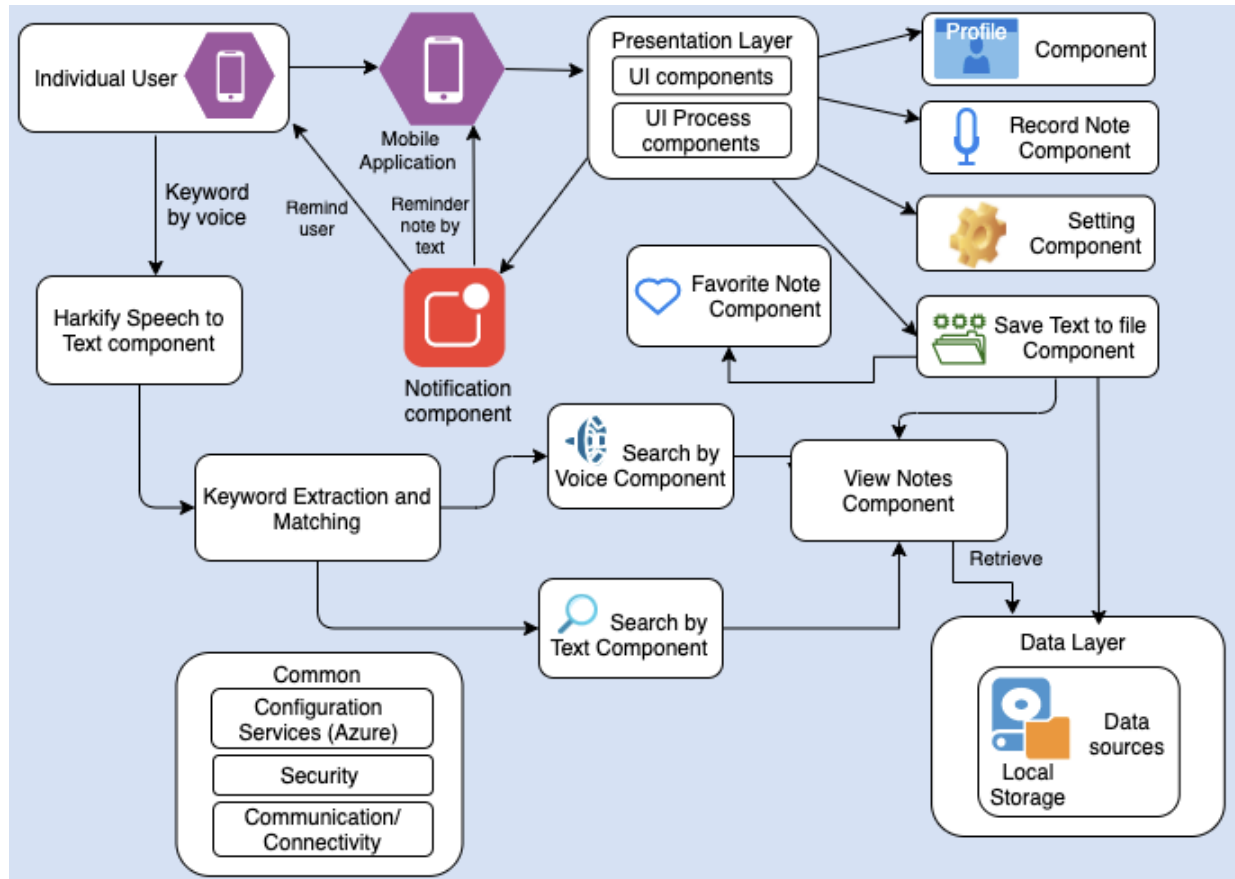 Individual User
Mobile
Application
Presentation Layer
UI components
UI Process
components
Profile
Component
Record Note
Component
Setting
Component
Keyword
by voice
Remind
user
Reminder
note by
text
Favorite Note
Component
Save Text to file
Component
Harkify Speech to
Text component
Notification
component
Search by
Voice Component
View Notes
Component
Keyword Extraction and
Matching
Retrieve
Search by
Text Component
Data Layer
Data
sources
Local
Storage
Common
Configuration
Services (Azure)
Security
Communication/
Connectivity